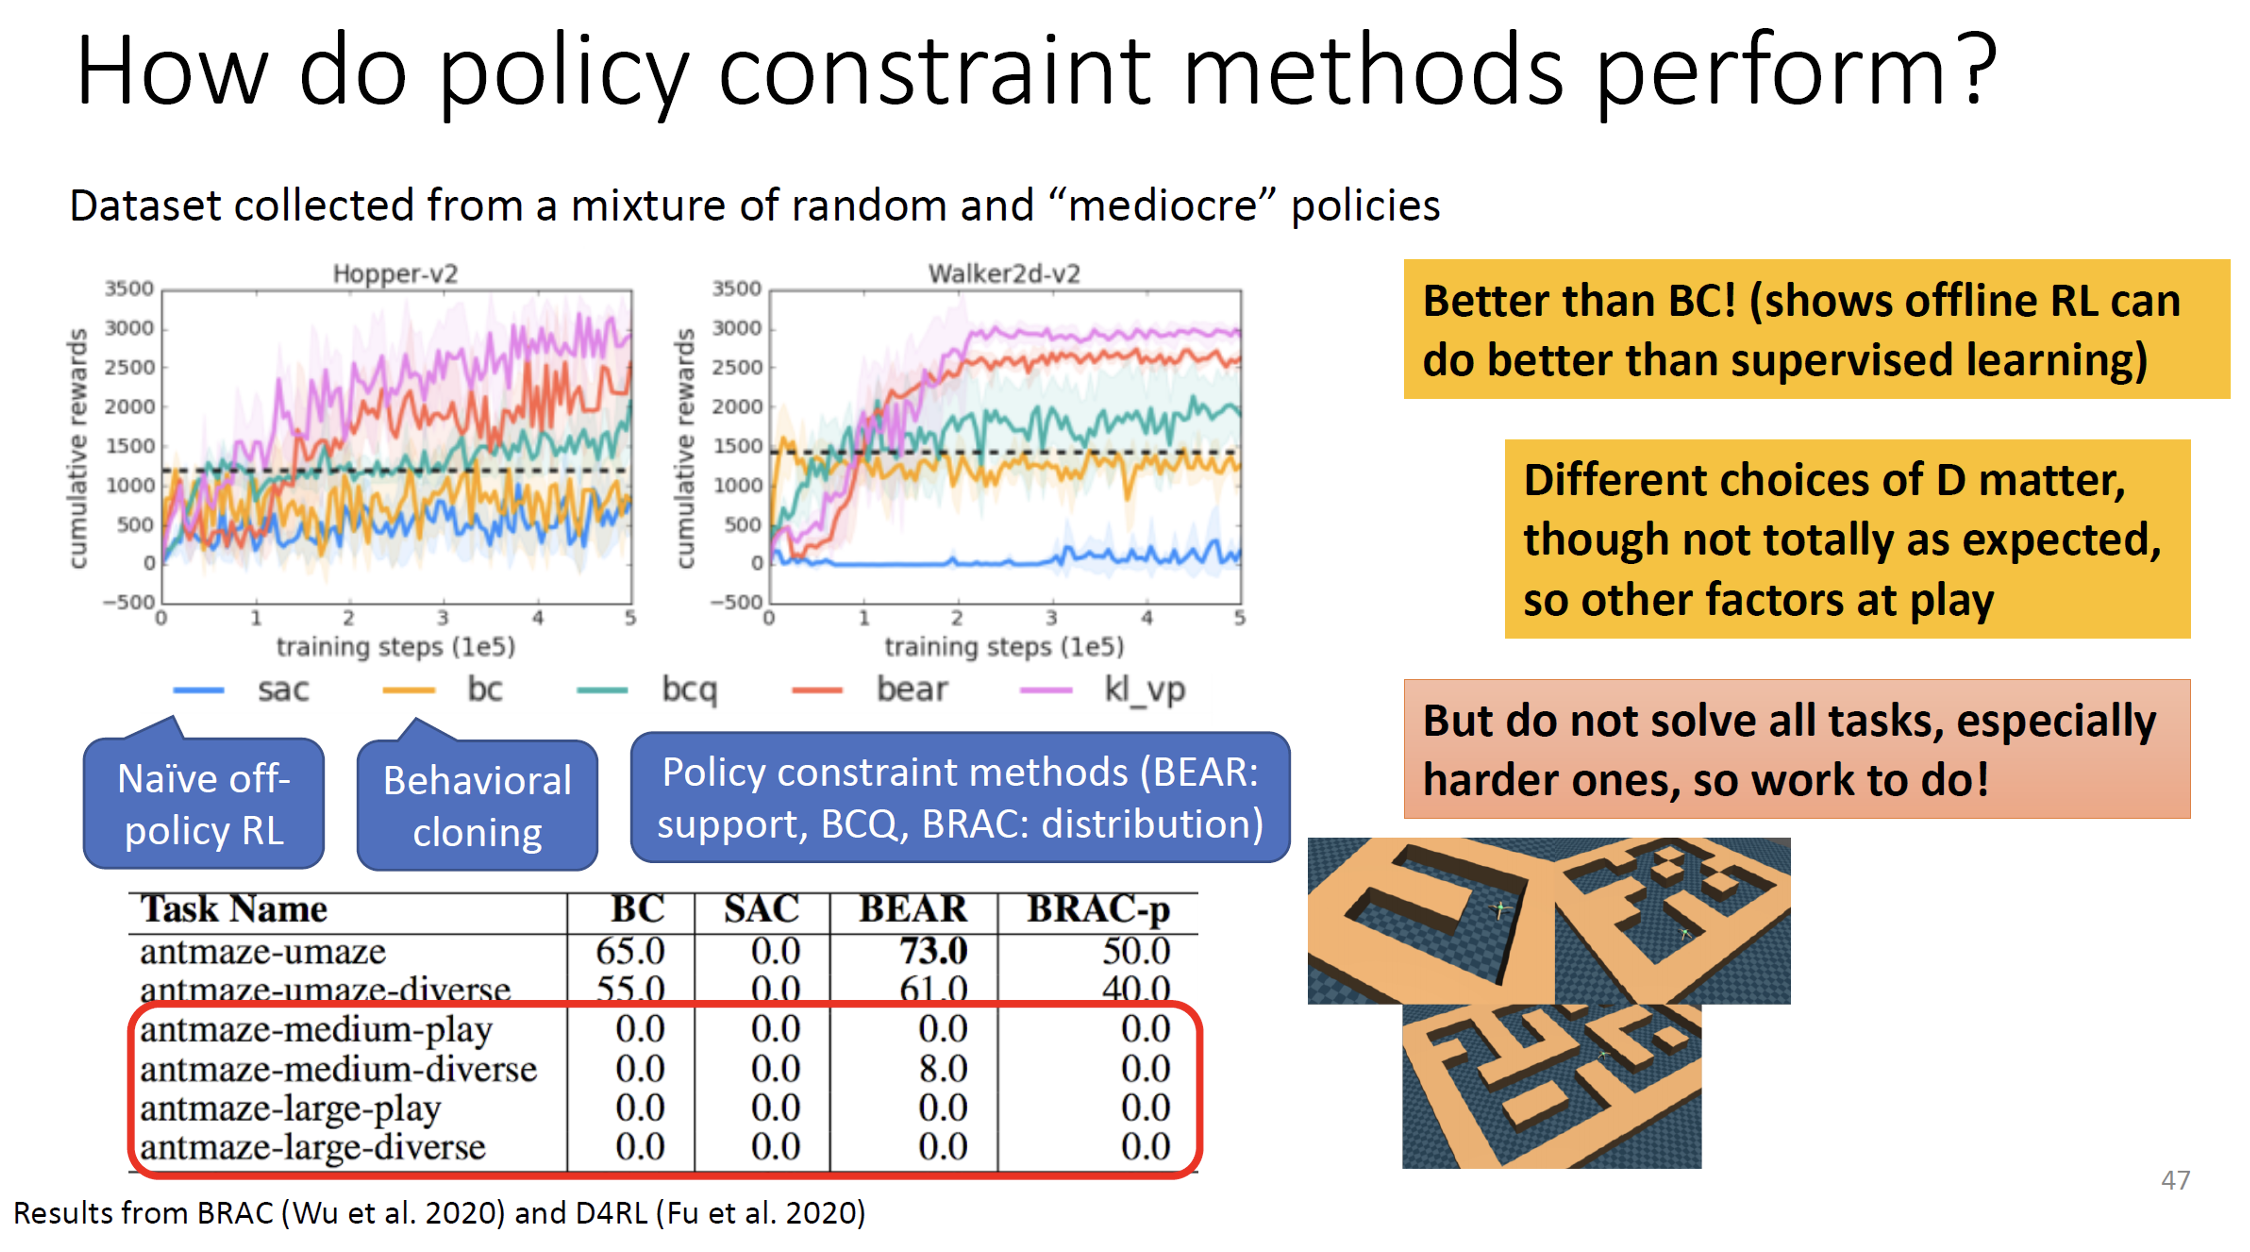 How do policy constraint methods perform?
Dataset collected from a mixture of random and “mediocre” policies
Hopper-v2
3500
3000
2500
2000
1500
1000
500
0
−500
cumulative rewards
0 1 2 3 4 5
training steps (1e5)
Walker2d-v2
3500
3000
2500
2000
1500
1000
500
0
−500
cumulative rewards
0 1 2 3 4 5
training steps (1e5)
sac bc bcq bear kl_vp
Naïve off-
policy RL
Behavioral
cloning
Policy constraint methods (BEAR:
support, BCQ, BRAC: distribution)
Better than BC! (shows offline RL can
do better than supervised learning)
Different choices of D matter,
though not totally as expected,
so other factors at play
But do not solve all tasks, especially
harder ones, so work to do!
Task Name BC SAC BEAR BRAC-p
antmaze-umaze 65.0 0.0 73.0 50.0
antmaze-umaze-diverse 55.0 0.0 61.0 40.0
antmaze-medium-play 0.0 0.0 0.0 0.0
antmaze-medium-diverse 0.0 0.0 8.0 0.0
antmaze-large-play 0.0 0.0 0.0 0.0
antmaze-large-diverse 0.0 0.0 0.0 0.0
47
Results from BRAC (Wu et al. 2020) and D4RL (Fu et al. 2020)